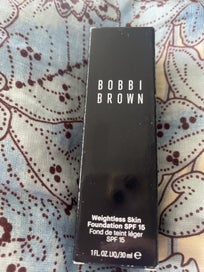 BOBBI
BROWN
Weightless Skin
Foundation SPF 15
Fond de teint léger
SPF 15
1 FL.OZ.LIQ/30 ml ℮